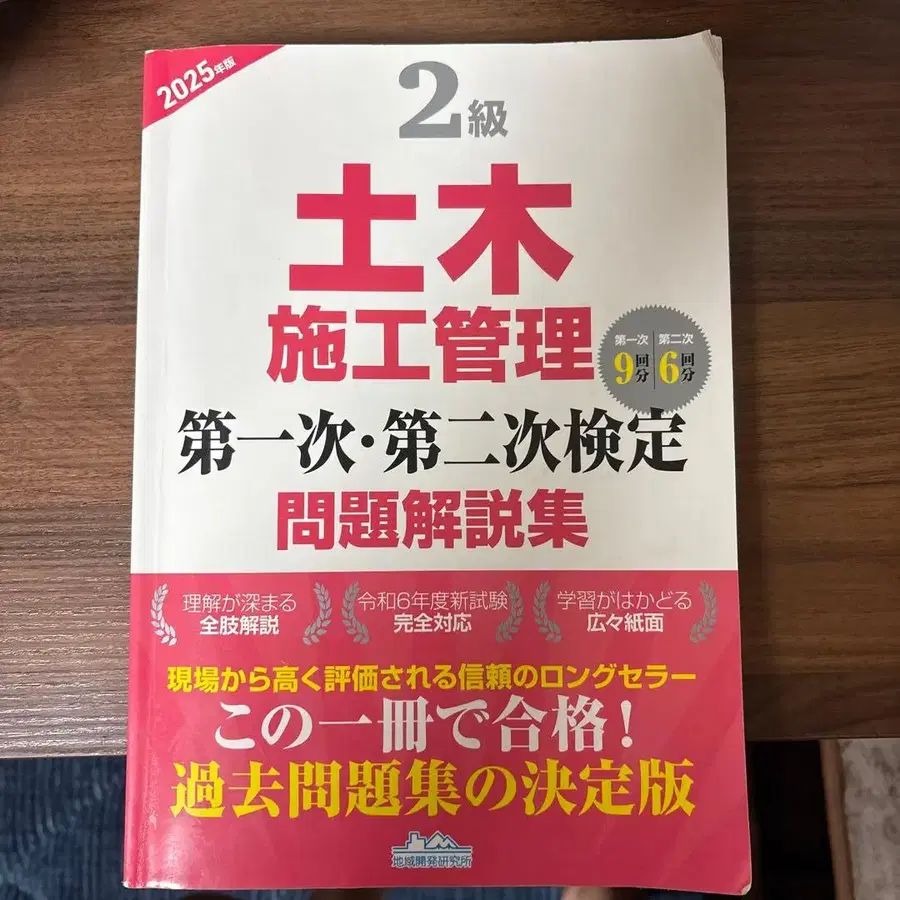 2025年版
2級
土木
施工管理
第一次 第二次
9回分 6回分
第一次・第二次検定
問題解説集
理解が深まる
全肢解説
令和6年度新試験
完全対応
学習がはかどる
広々紙面
現場から高く評価される信頼のロングセラー
この一冊で合格!
過去問題集の決定版
地域開発研究所